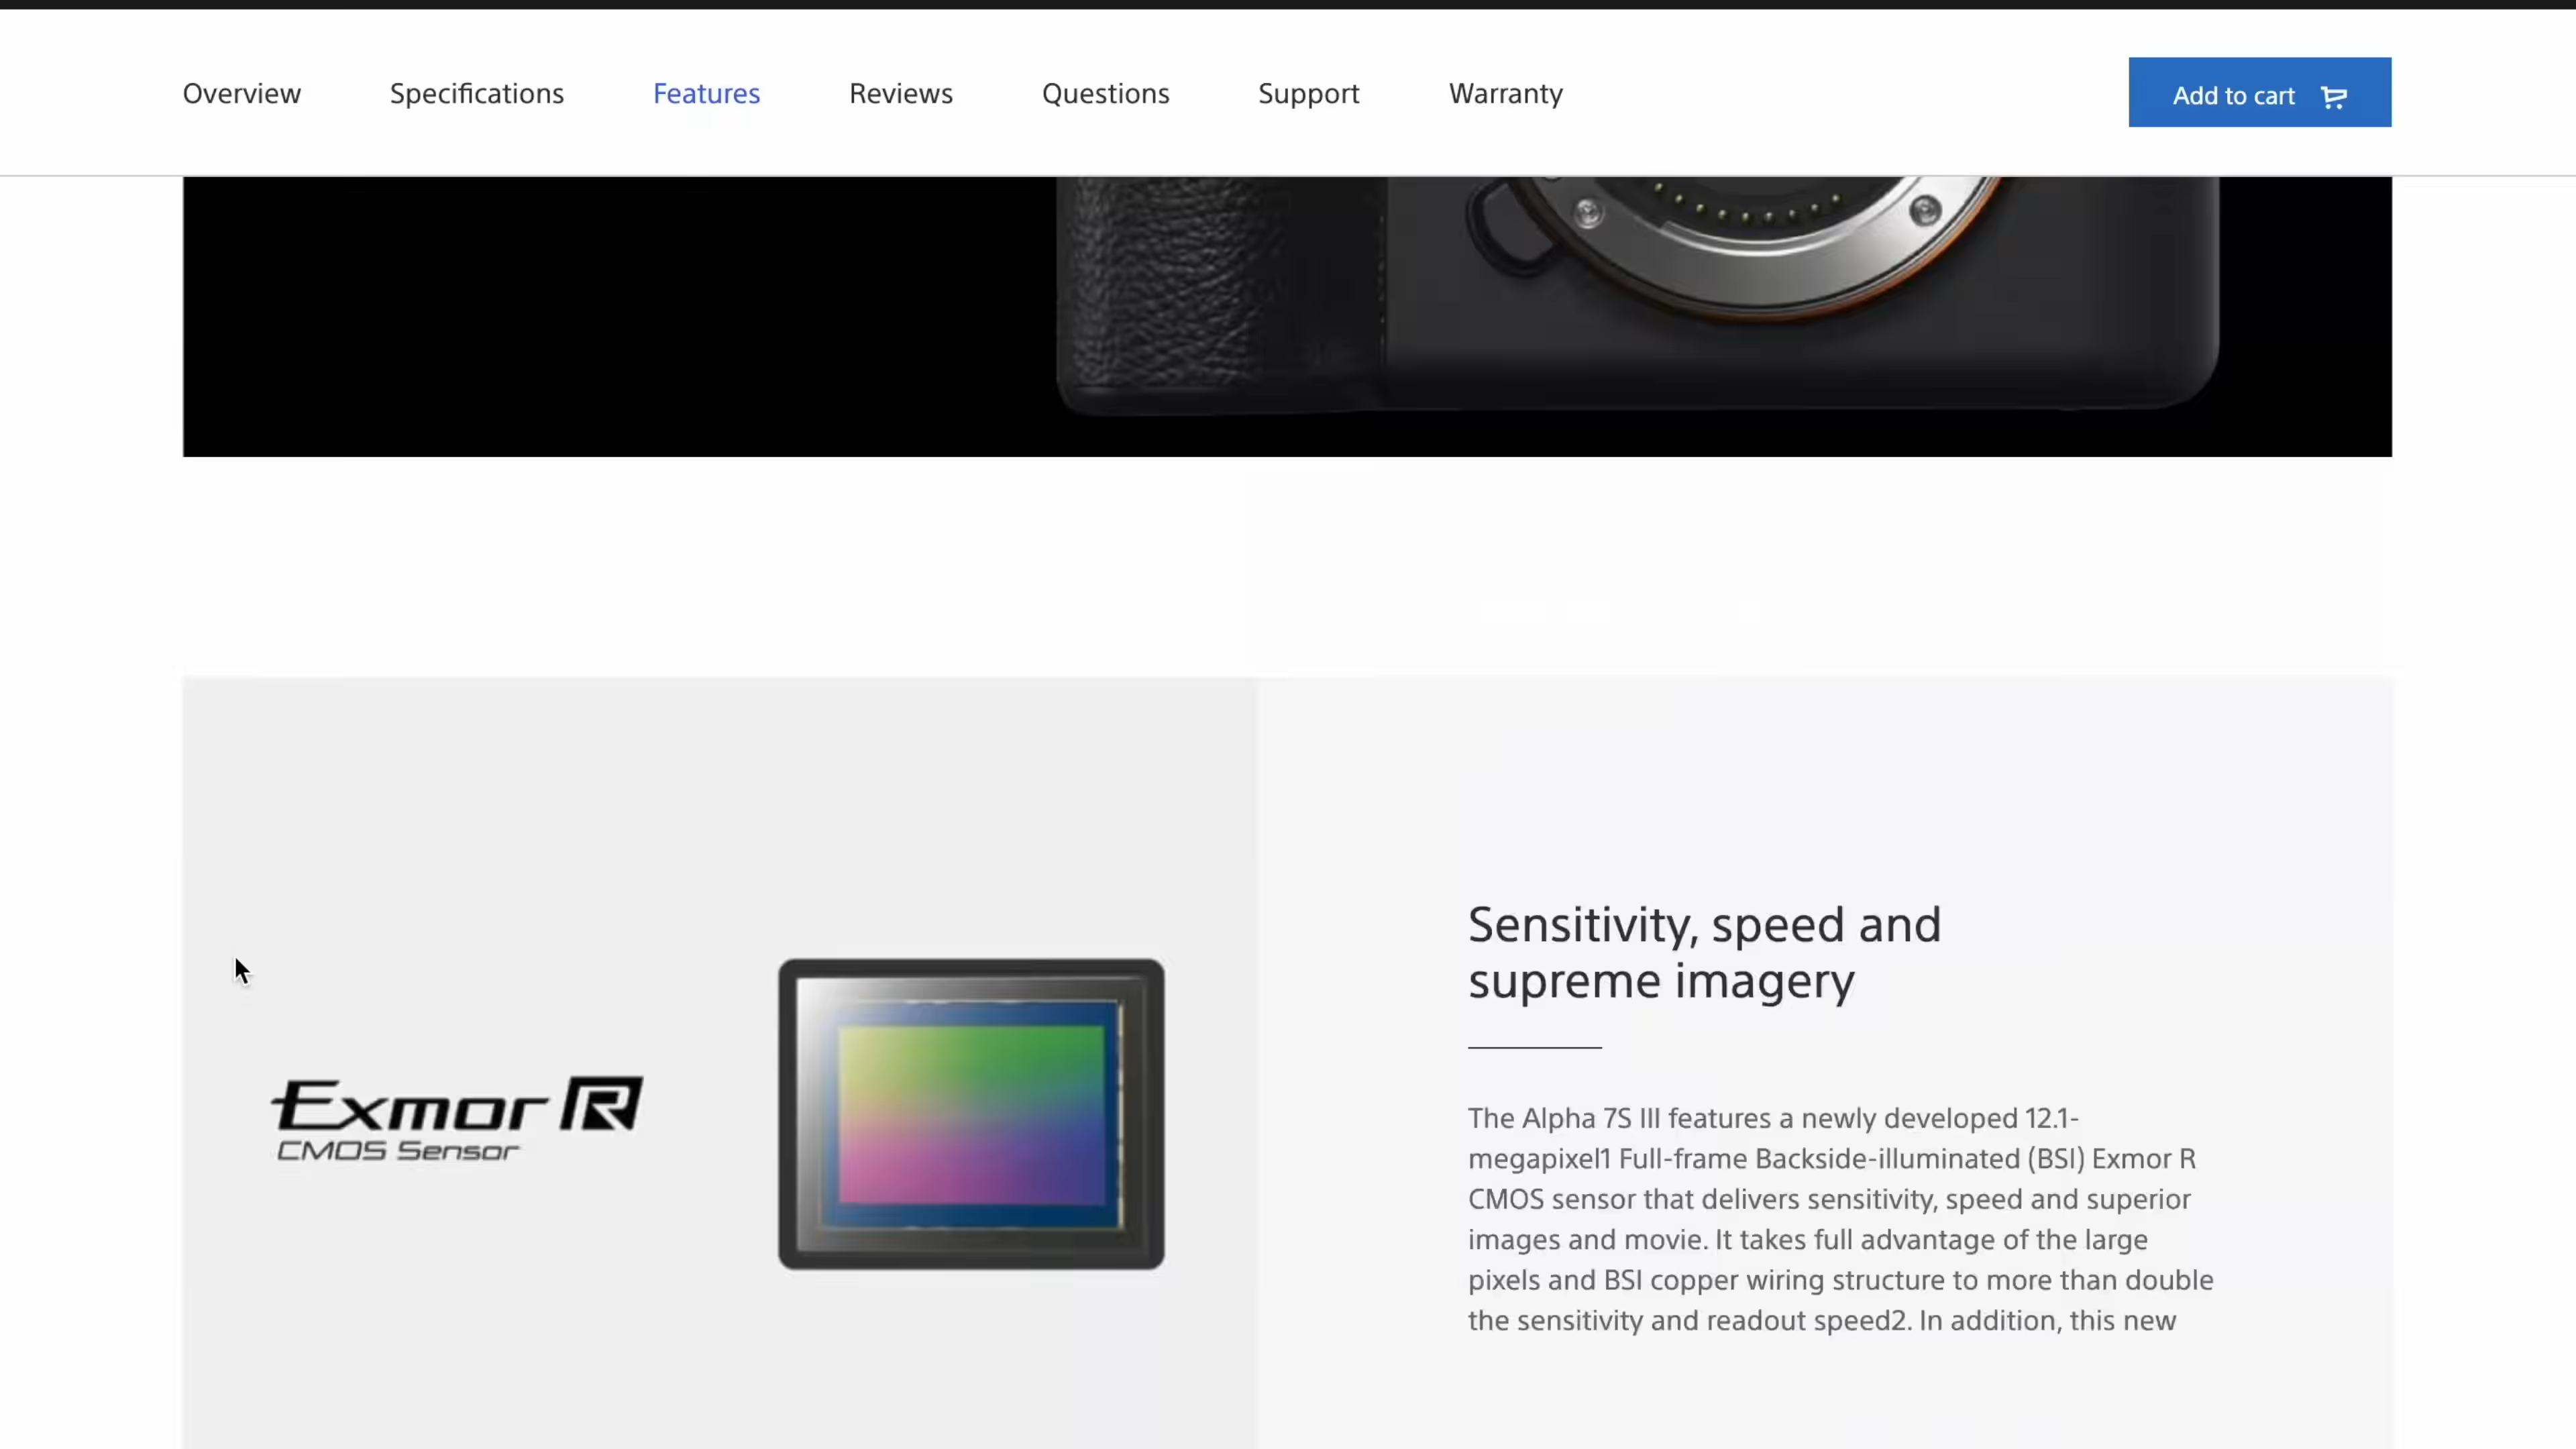 Overview
Specifications
Features
Reviews
Questions
Support
Warranty
Add to cart
Exmor R
CMOS Sensor
Sensitivity, speed and
supreme imagery
The Alpha 7S III features a newly developed 12.1-
megapixel1 Full-frame Backside-illuminated (BSI) Exmor R
CMOS sensor that delivers sensitivity, speed and superior
images and movie. It takes full advantage of the large
pixels and BSI copper wiring structure to more than double
the sensitivity and readout speed2. In addition, this new